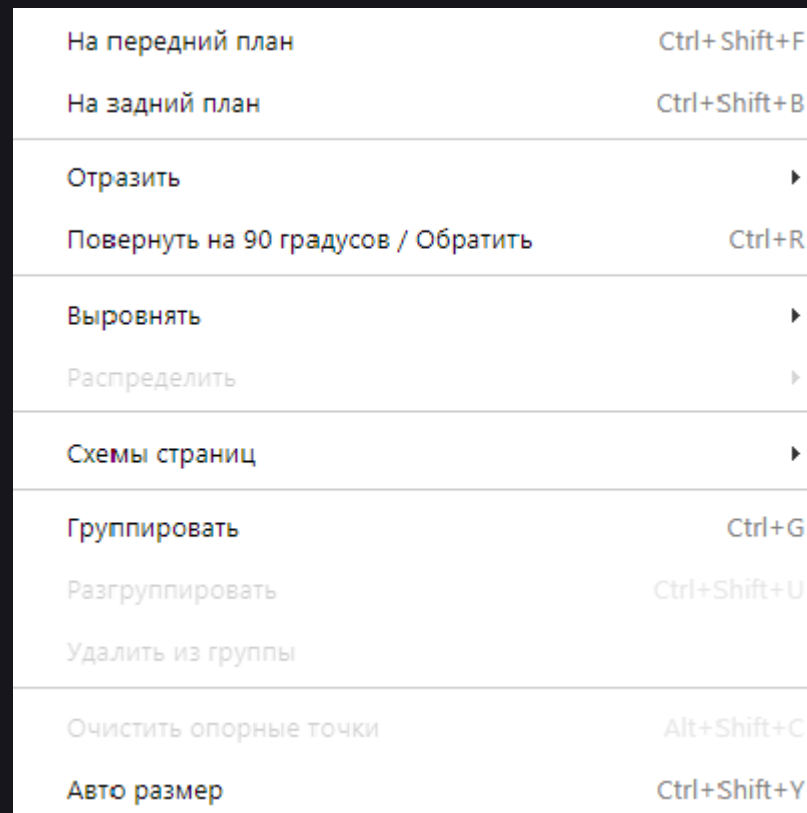 На передний план Ctrl+Shift+F
На задний план Ctrl+Shift+B
Отразить
Повернуть на 90 градусов / Обратить Ctrl+R
Выровнять
Распределить
Схемы страниц
Группировать Ctrl+G
Разгруппировать Ctrl+Shift+U
Удалить из группы
Очистить опорные точки Alt+Shift+C
Авто размер Ctrl+Shift+Y